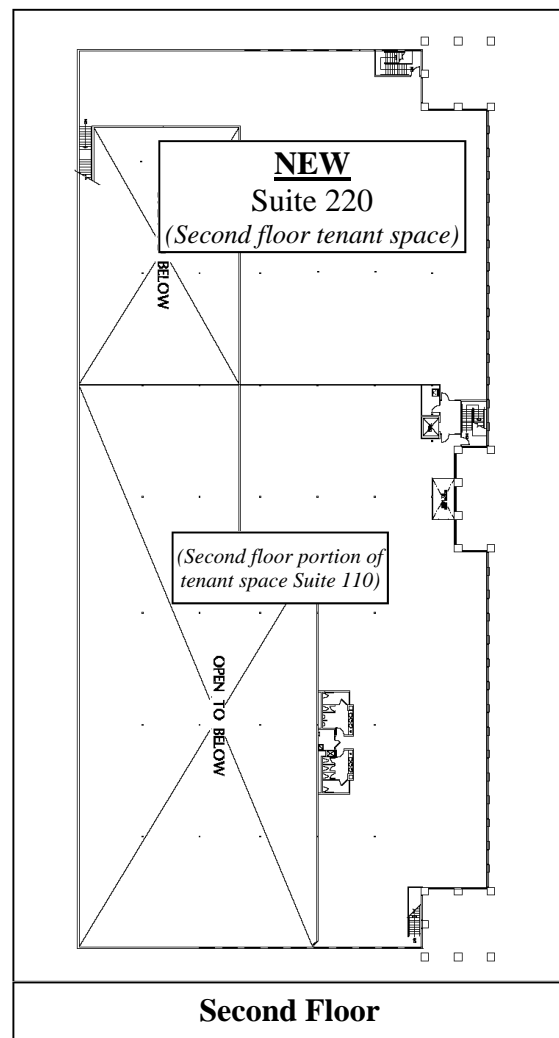 NEW
Suite 220
(Second floor tenant space)
BELOW
(Second floor portion of
tenant space Suite 110)
OPEN TO BELOW
Second Floor